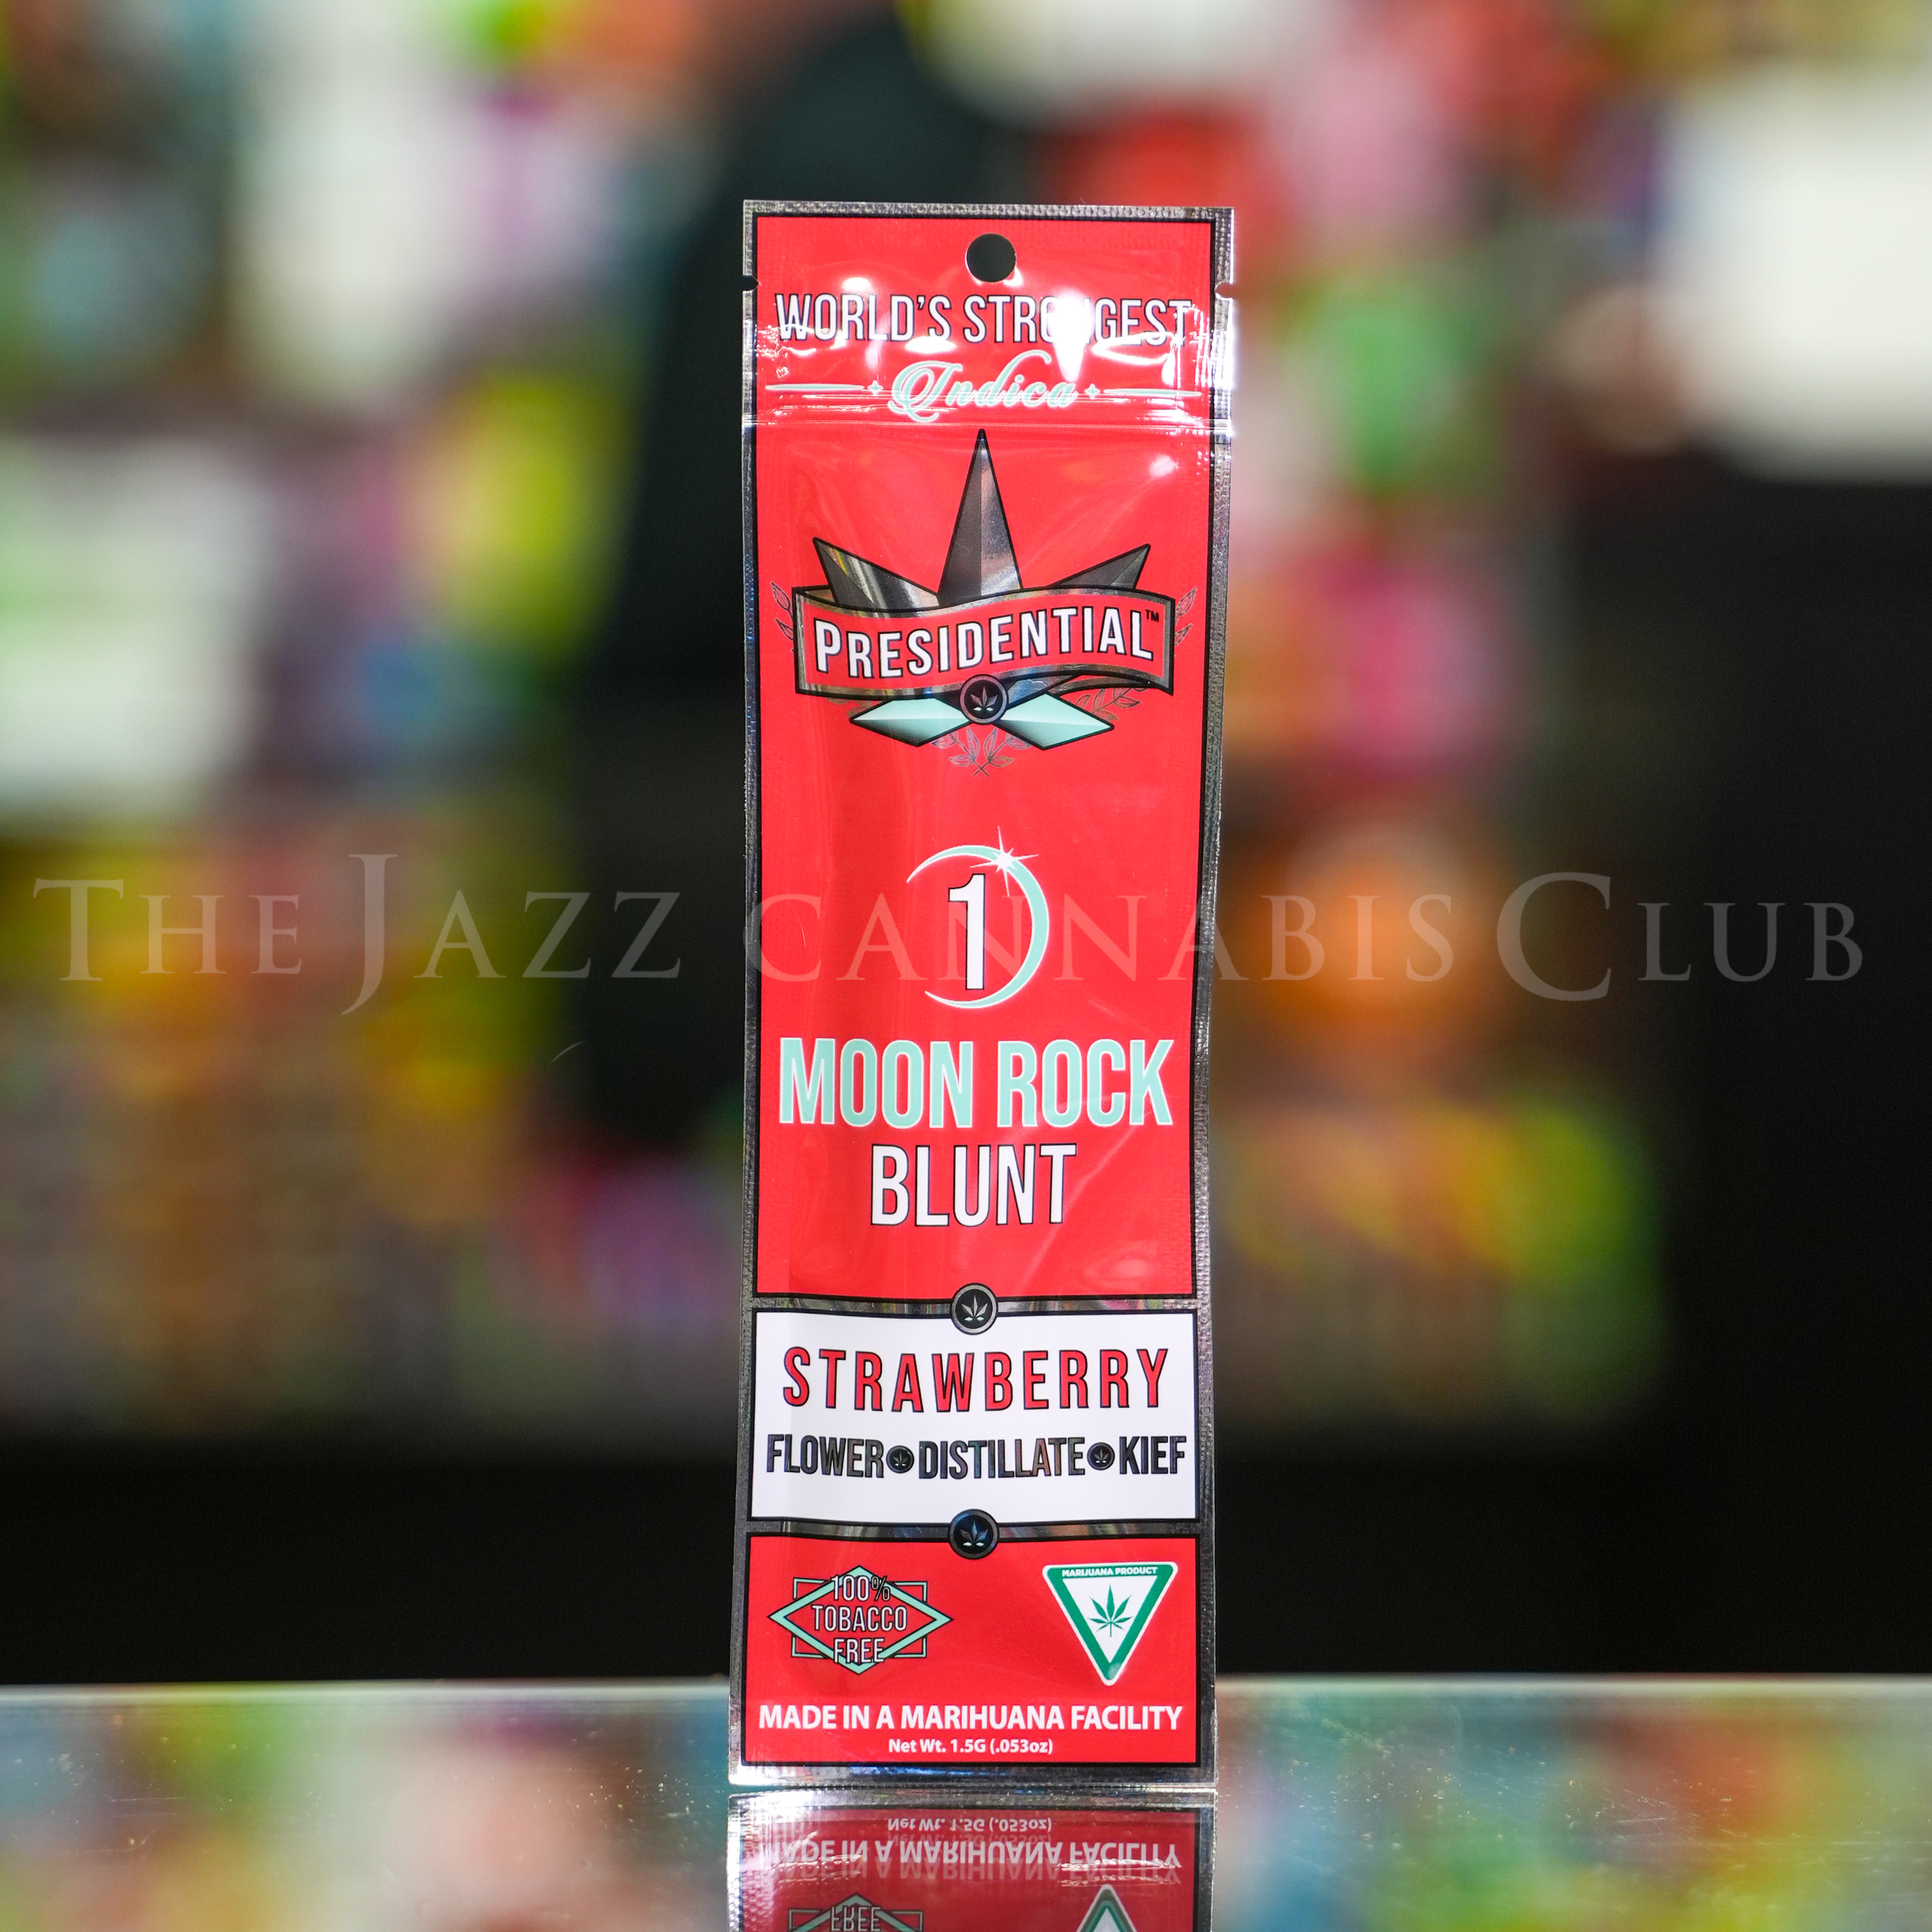 WORLD'S STRONGEST
Indica
PRESIDENTIAL™
1
THE JAZZ CANNABIS CLUB
MOON ROCK
BLUNT
STRAWBERRY
FLOWER DISTILLATE KIEF
100%
TOBACCO
FREE
MARIJUANA PRODUCT
MADE IN A MARIHUANA FACILITY
Net Wt. 1.5G (.053oz)